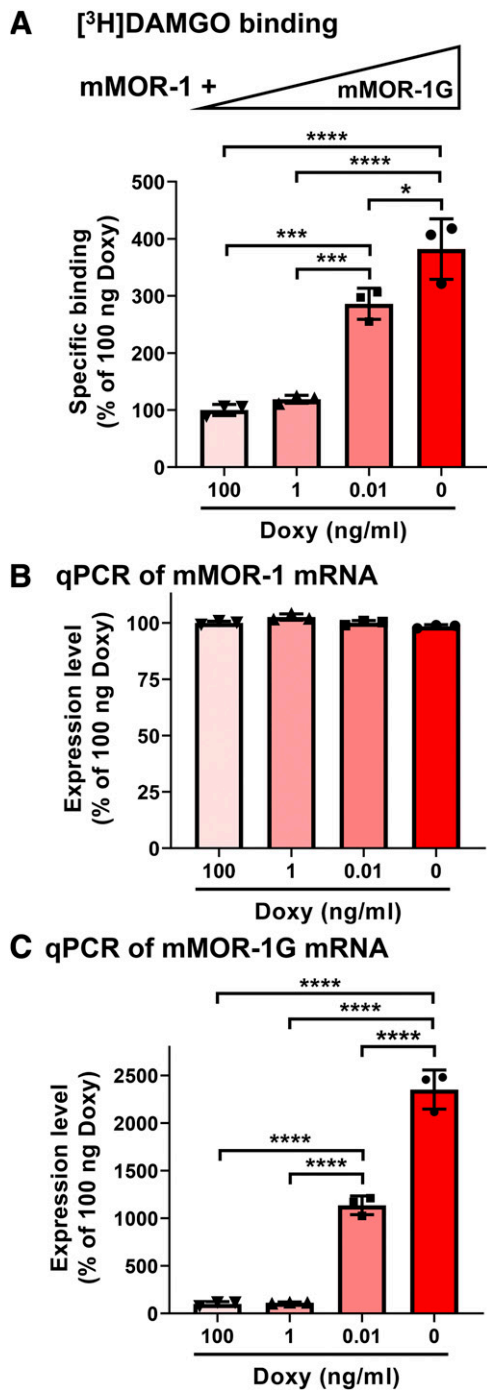 A [³H]DAMGO binding
mMOR-1 + mMOR-1G
****
****
*
***
***
Specific binding
(% of 100 ng Doxy)
500
400
300
200
100
0
100 1 0.01 0
Doxy (ng/ml)
B qPCR of mMOR-1 mRNA
Expression level
(% of 100 ng Doxy)
100
75
50
25
0
100 1 0.01 0
Doxy (ng/ml)
C qPCR of mMOR-1G mRNA
****
****
****
****
****
Expression level
(% of 100 ng Doxy)
2500
2000
1500
1000
500
0
100 1 0.01 0
Doxy (ng/ml)